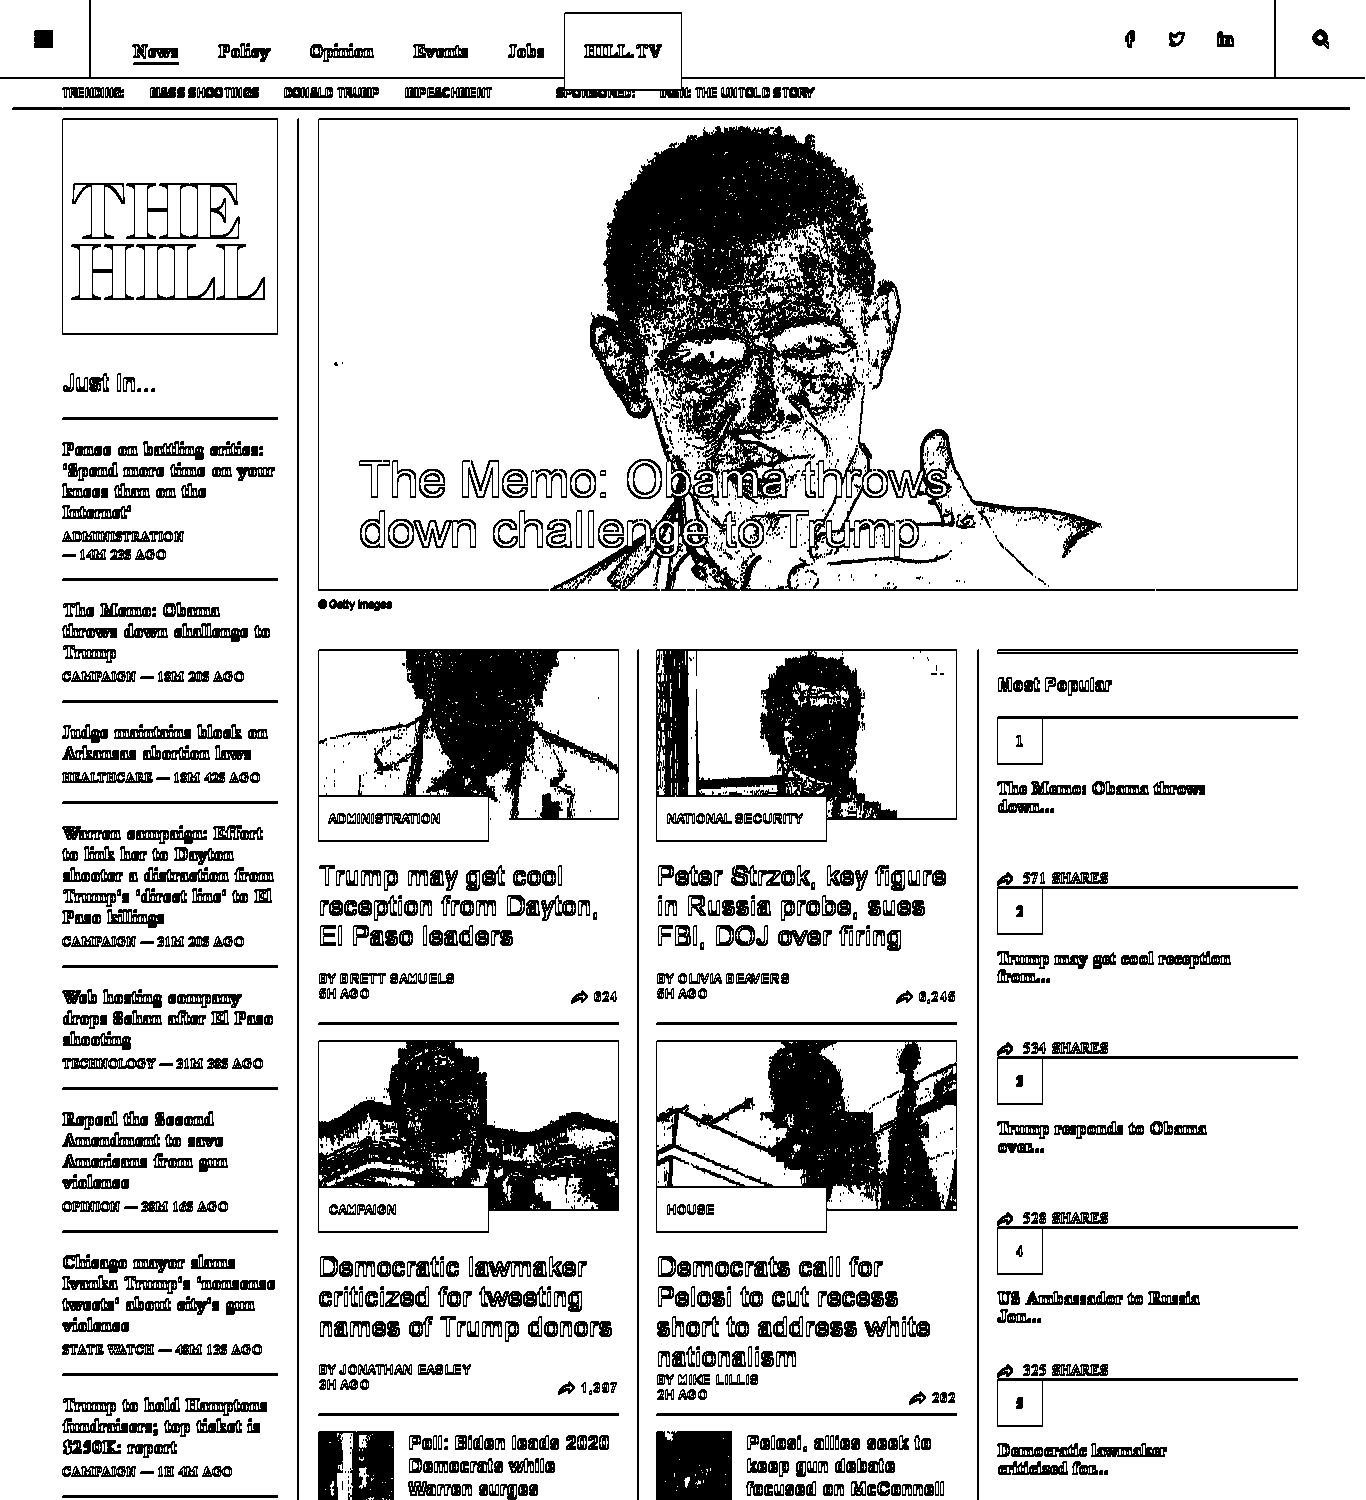 News Policy Opinion Events Jobs HILL.TV
TRENDING: MASS SHOOTINGS DONALD TRUMP IMPEACHMENT SPONSORED: THE UNTOLD STORY
THE
HILL
Just In...
Pence on battling critics:
'Spend more time on your
knees than on the
internet'
ADMINISTRATION
— 14M 22S AGO
The Memo: Obama
throws down challenge to
Trump
CAMPAIGN — 18M 20S AGO
Judge maintains block on
Arkansas abortion laws
HEALTHCARE — 18M 42S AGO
Warren campaign: Effort
to link her to Dayton
shooter a distraction from
Trump's 'direct line' to El
Paso killings
CAMPAIGN — 21M 20S AGO
Web hosting company
drops 8chan after El Paso
shooting
TECHNOLOGY — 21M 38S AGO
Repeal the Second
Amendment to save
Americans from gun
violence
OPINION — 28M 16S AGO
Chicago mayor slams
Ivanka Trump's 'nonsense
tweets' about city's gun
violence
STATE WATCH — 48M 12S AGO
Trump to hold Hamptons
fundraisers; top ticket is
$250K: report
CAMPAIGN — 1H 4M AGO
The Memo: Obama throws
down challenge to Trump
© Getty Images
ADMINISTRATION
Trump may get cool
reception from Dayton,
El Paso leaders
BY BRETT SAMUELS
5H AGO
624
CAMPAIGN
Democratic lawmaker
criticized for tweeting
names of Trump donors
BY JONATHAN EASLEY
3H AGO
1,397
Poll: Biden leads 2020
Democrats while
Warren surges
NATIONAL SECURITY
Peter Strzok, key figure
in Russia probe, sues
FBI, DOJ over firing
BY OLIVIA BEAVERS
5H AGO
6,245
HOUSE
Democrats call for
Pelosi to cut recess
short to address white
nationalism
BY MIKE LILLIS
2H AGO
262
Pelosi, allies seek to
keep gun debate
focused on McConnell
Most Popular
1
The Memo: Obama throws
down...
571 SHARES
2
Trump may get cool reception
from...
534 SHARES
3
Trump responds to Obama
over...
528 SHARES
4
US Ambassador to Russia
Jon...
325 SHARES
5
Democratic lawmaker
criticized for...